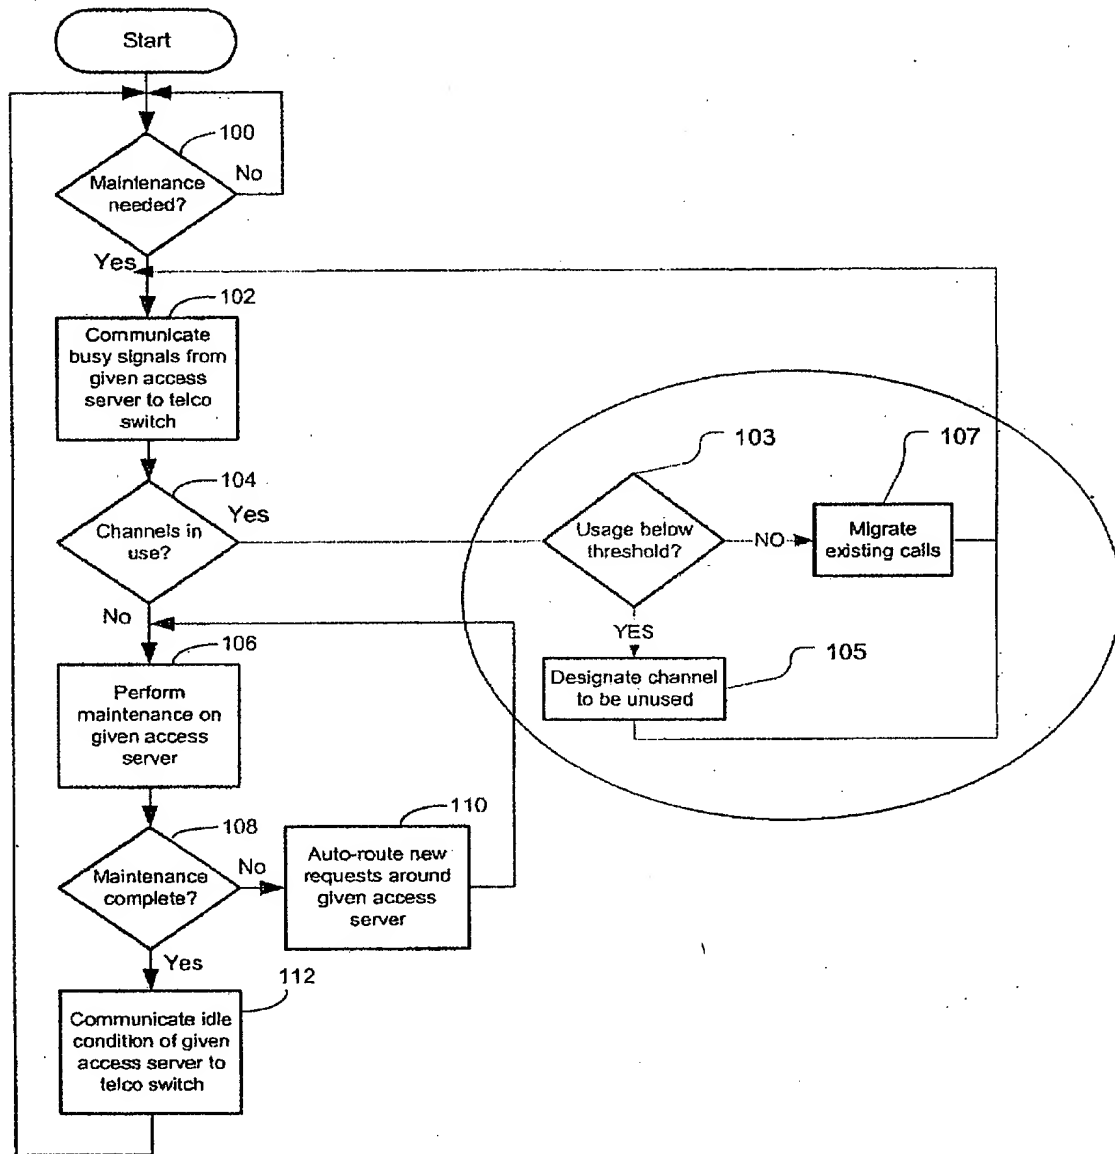 Start
100
Maintenance
needed?
No
Yes
102
Communicate
busy signals from
given access
server to telco
switch
104
Channels in
use?
Yes
103
Usage below
threshold?
NO
107
Migrate
existing calls
YES
105
Designate channel
to be unused
No
106
Perform
maintenance on
given access
server
108
Maintenance
complete?
No
110
Auto-route new
requests around
given access
server
Yes
112
Communicate idle
condition of given
access server to
telco switch